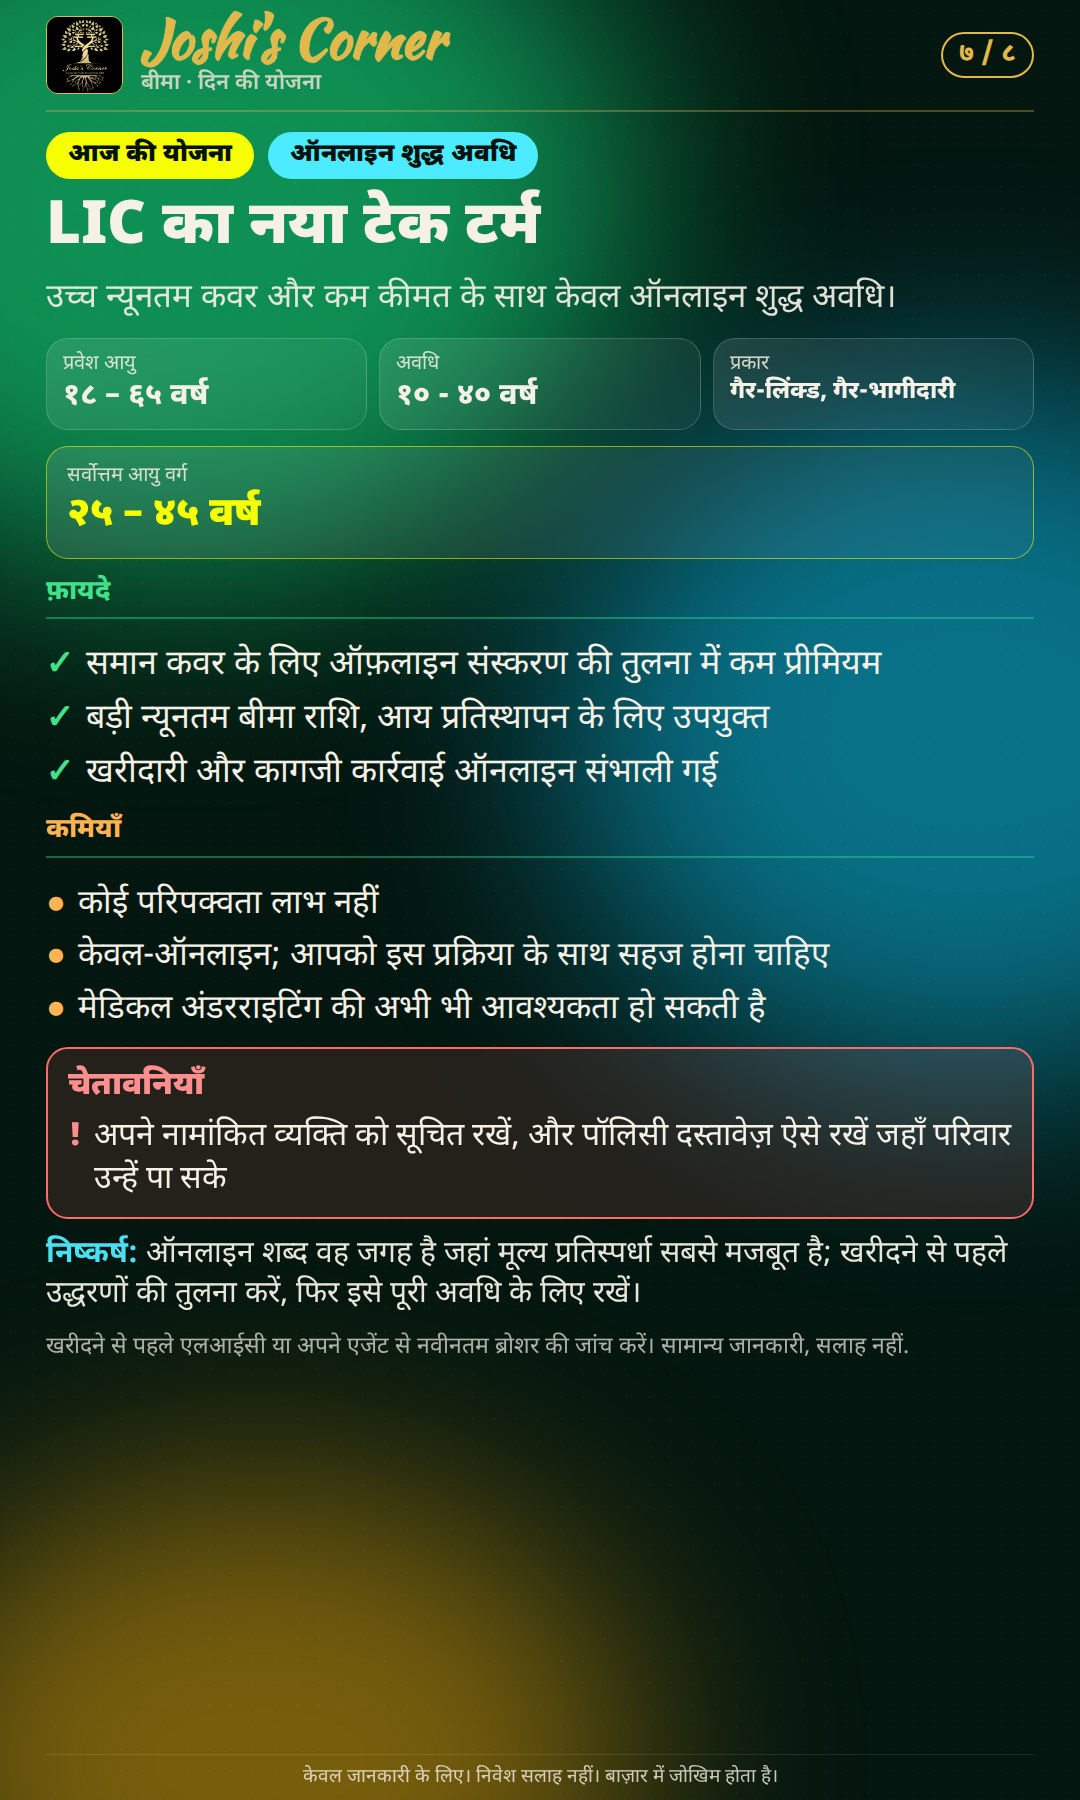 Joshi's Corner
बीमा · दिन की योजना
७ / ८
आज की योजना
ऑनलाइन शुद्ध अवधि
LIC का नया टेक टर्म
उच्च न्यूनतम कवर और कम कीमत के साथ केवल ऑनलाइन शुद्ध अवधि।
प्रवेश आयु
१८ – ६५ वर्ष
अवधि
१० - ४० वर्ष
प्रकार
गैर-लिंक्ड, गैर-भागीदारी
सर्वोत्तम आयु वर्ग
२५ – ४५ वर्ष
फ़ायदे
✓ समान कवर के लिए ऑफ़लाइन संस्करण की तुलना में कम प्रीमियम
✓ बड़ी न्यूनतम बीमा राशि, आय प्रतिस्थापन के लिए उपयुक्त
✓ खरीदारी और कागजी कार्रवाई ऑनलाइन संभाली गई
कमियाँ
● कोई परिपक्वता लाभ नहीं
● केवल-ऑनलाइन; आपको इस प्रक्रिया के साथ सहज होना चाहिए
● मेडिकल अंडरराइटिंग की अभी भी आवश्यकता हो सकती है
चेतावनियाँ
! अपने नामांकित व्यक्ति को सूचित रखें, और पॉलिसी दस्तावेज़ ऐसे रखें जहाँ परिवार
उन्हें पा सके
निष्कर्ष: ऑनलाइन शब्द वह जगह है जहां मूल्य प्रतिस्पर्धा सबसे मजबूत है; खरीदने से पहले
उद्धरणों की तुलना करें, फिर इसे पूरी अवधि के लिए रखें।
खरीदने से पहले एलआईसी या अपने एजेंट से नवीनतम ब्रोशर की जांच करें। सामान्य जानकारी, सलाह नहीं.
केवल जानकारी के लिए। निवेश सलाह नहीं। बाज़ार में जोखिम होता है।